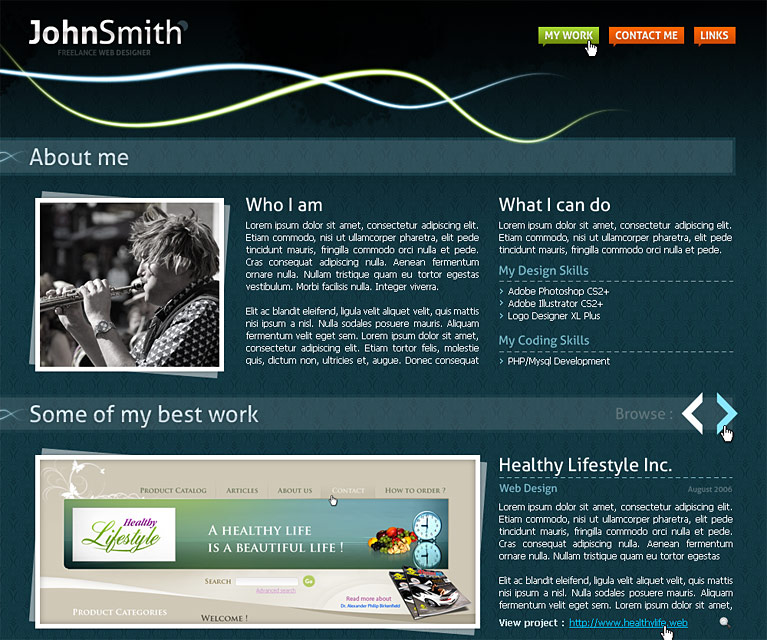 JohnSmith
FREELANCE WEB DESIGNER
MY WORK
CONTACT ME
LINKS
About me
Who I am
Lorem ipsum dolor sit amet, consectetur adipiscing elit.
Etiam commodo, nisi ut ullamcorper pharetra, elit pede
tincidunt mauris, fringilla commodo orci nulla et pede.
Cras consequat adipiscing nulla. Aenean fermentum
ornare nulla. Nullam tristique quam eu tortor egestas
vestibulum. Morbi facilisis nulla. Integer viverra.
Etiam ac blandit eleifend, ligula velit aliquet velit, quis mattis
nisi ipsum a nisl. Nulla sodales posuere mauris. Aliquam
fermentum velit sem. Lorem ipsum dolor sit amet,
consectetur adipiscing elit. Etiam tortor felis, molestie
quis, dictum non, ultricies et, augue. Donec consequat
What I can do
Lorem ipsum dolor sit amet, consectetur adipiscing elit.
Etiam commodo, nisi ut ullamcorper pharetra, elit pede
tincidunt mauris, fringilla commodo orci nulla et pede.
My Design Skills
Adobe Photoshop CS2+
Adobe Illustrator CS2+
Logo Designer XL Plus
My Coding Skills
PHP/Mysql Development
Some of my best work
Browse :
PRODUCT CATALOG
ARTICLES
ABOUT US
CONTACT
HOW TO ORDER ?
Healthy
Lifestyle
A HEALTHY LIFE
IS A BEAUTIFUL LIFE !
SEARCH
Go
Advanced search
Read more about
Dr. Alexander Philip Birkenfield
PRODUCT CATEGORIES
WELCOME !
Healthy Lifestyle Inc.
Web Design
August 2006
Lorem ipsum dolor sit amet, consectetur adipiscing elit.
Etiam commodo, nisi ut ullamcorper pharetra, elit pede
tincidunt mauris, fringilla commodo orci nulla et pede.
Cras consequat adipiscing nulla. Aenean fermentum
ornare nulla. Nullam tristique quam eu tortor egestas
Etiam ac blandit eleifend, ligula velit aliquet velit, quis mattis
nisi ipsum a nisl. Nulla sodales posuere mauris. Aliquam
fermentum velit sem. Lorem ipsum dolor sit amet,
View project : http://www.healthylife.web